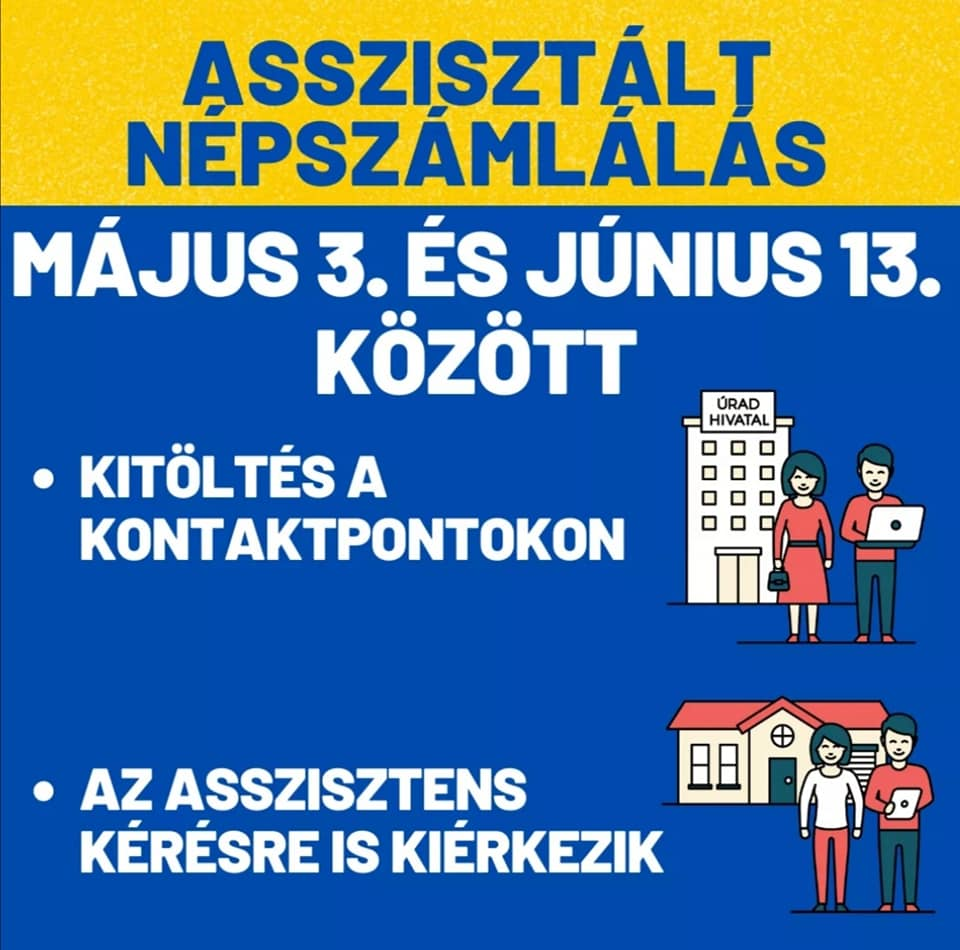 ASSZISZTÁLT
NÉPSZÁMLÁLÁS
MÁJUS 3. ÉS JÚNIUS 13.
KÖZÖTT
ÚRAD
HIVATAL
• KITÖLTÉS A
KONTAKTPONTOKON
• AZ ASSZISZTENS
KÉRÉSRE IS KIÉRKEZIK